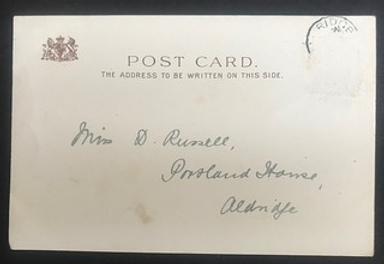 POST CARD.
THE ADDRESS TO BE WRITTEN ON THIS SIDE.
Miss D. Russell,
Portland House,
Aldridge